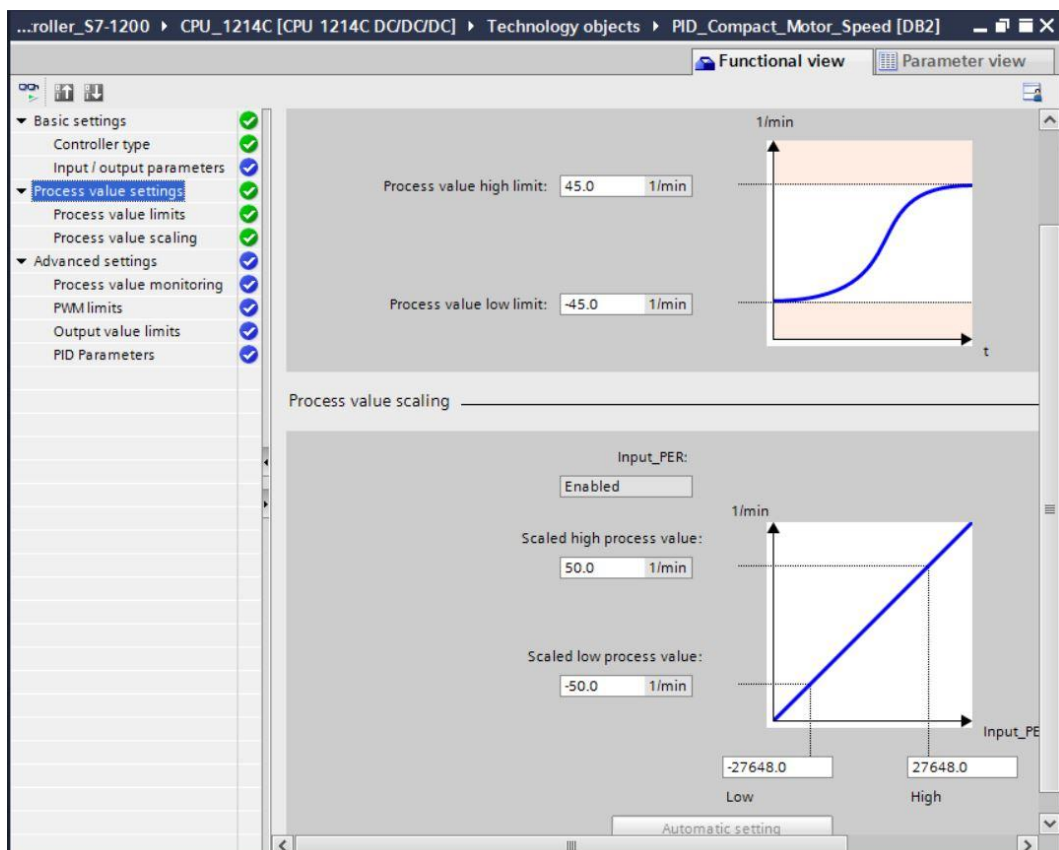 ...roller_S7-1200 ▸ CPU_1214C [CPU 1214C DC/DC/DC] ▸ Technology objects ▸ PID_Compact_Motor_Speed [DB2]
Functional view
Parameter view
Basic settings
Controller type
Input / output parameters
Process value settings
Process value limits
Process value scaling
Advanced settings
Process value monitoring
PWM limits
Output value limits
PID Parameters
1/min
Process value high limit: 45.0 1/min
Process value low limit: -45.0 1/min
t
Process value scaling
Input_PER:
Enabled
1/min
Scaled high process value:
50.0 1/min
Scaled low process value:
-50.0 1/min
Input_PE
-27648.0 27648.0
Low High
Automatic setting